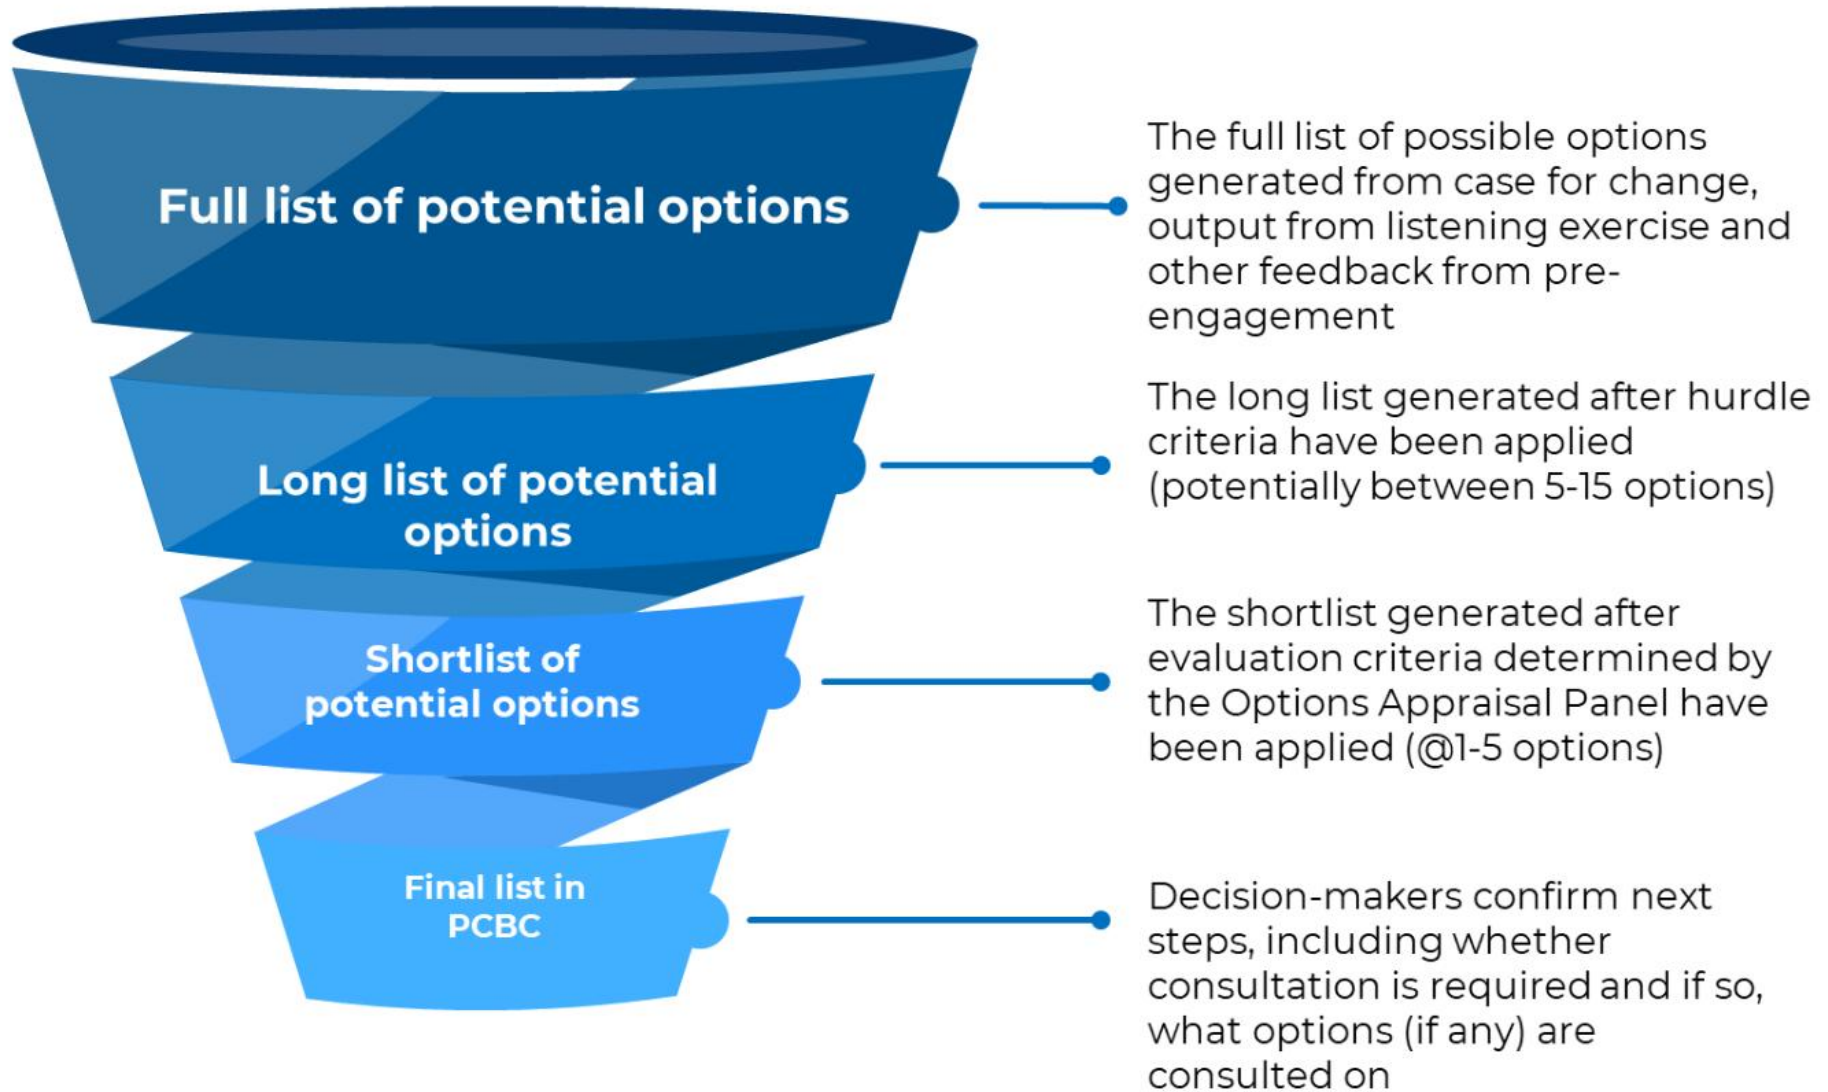 Full list of potential options
The full list of possible options
generated from case for change,
output from listening exercise and
other feedback from pre-
engagement
Long list of potential
options
The long list generated after hurdle
criteria have been applied
(potentially between 5-15 options)
Shortlist of
potential options
The shortlist generated after
evaluation criteria determined by
the Options Appraisal Panel have
been applied (@1-5 options)
Final list in
PCBC
Decision-makers confirm next
steps, including whether
consultation is required and if so,
what options (if any) are
consulted on